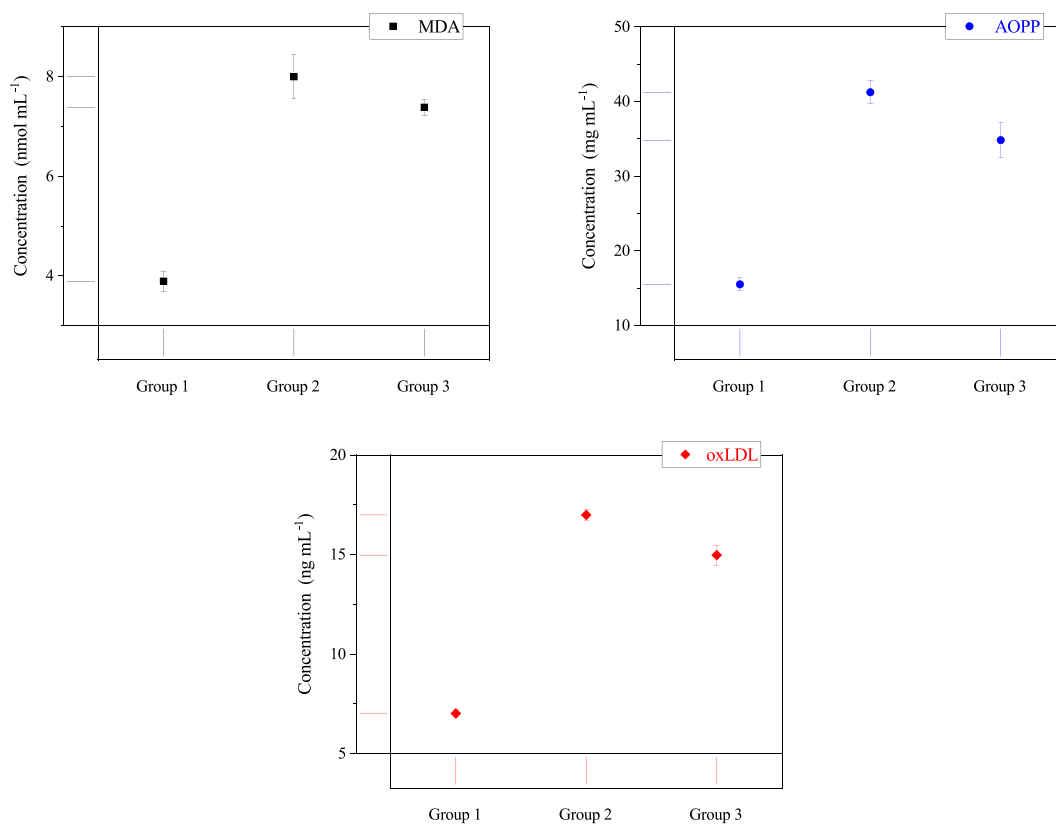 MDA
8
6
4
Concentration (nmol mL⁻¹)
Group 1
Group 2
Group 3
AOPP
50
40
30
20
10
Concentration (mg mL⁻¹)
Group 1
Group 2
Group 3
oxLDL
20
15
10
5
Concentration (ng mL⁻¹)
Group 1
Group 2
Group 3